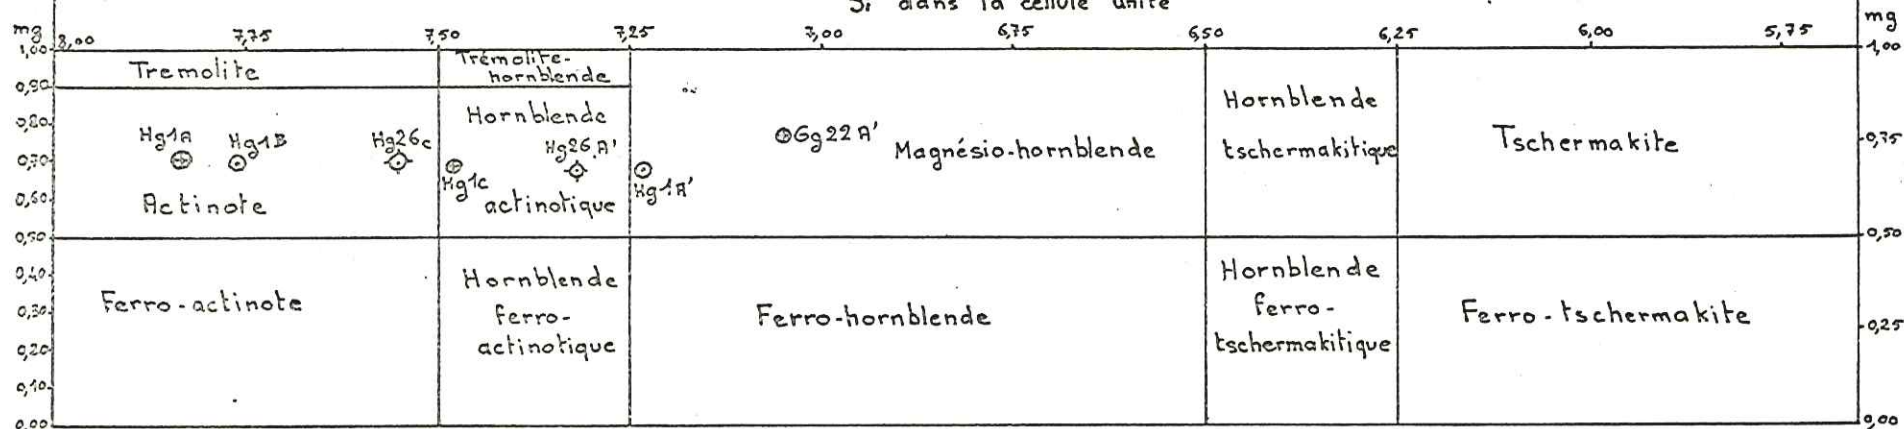 Si dans la cellule unité
mg
8,00 7,75 7,50 7,25 7,00 6,75 6,50 6,25 6,00 5,75
mg
1,00
0,90
0,80
0,70
0,60
0,50
0,40
0,30
0,20
0,10
0,00
Tremolite
Trémolite-
hornblende
Hg1A
Hg1B
Hg26c
Actinote
Hornblende
Hg26A'
Hg1c
actinotique
Hg1A'
Gg22A'
Magnésio-hornblende
Hornblende
tschermakitique
Tschermakite
Ferro-actinote
Hornblende
ferro-
actinotique
Ferro-hornblende
Hornblende
ferro-
tschermakitique
Ferro-tschermakite
1,00
0,75
0,50
0,25
0,00